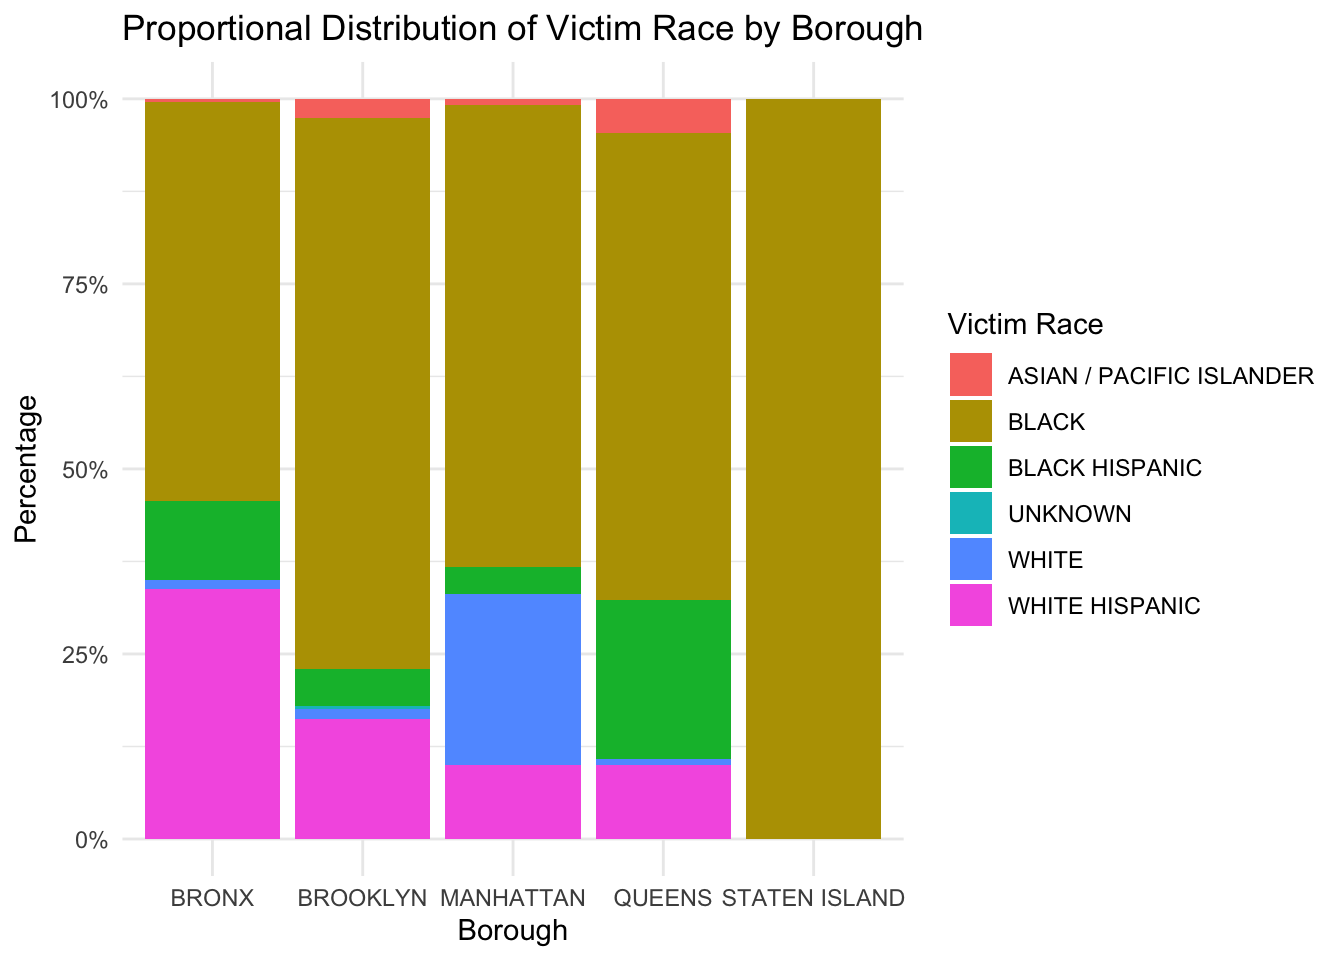 Proportional Distribution of Victim Race by Borough
100%
75%
50%
25%
0%
Percentage
BRONX
BROOKLYN
MANHATTAN
QUEENS
STATEN ISLAND
Borough
Victim Race
ASIAN / PACIFIC ISLANDER
BLACK
BLACK HISPANIC
UNKNOWN
WHITE
WHITE HISPANIC